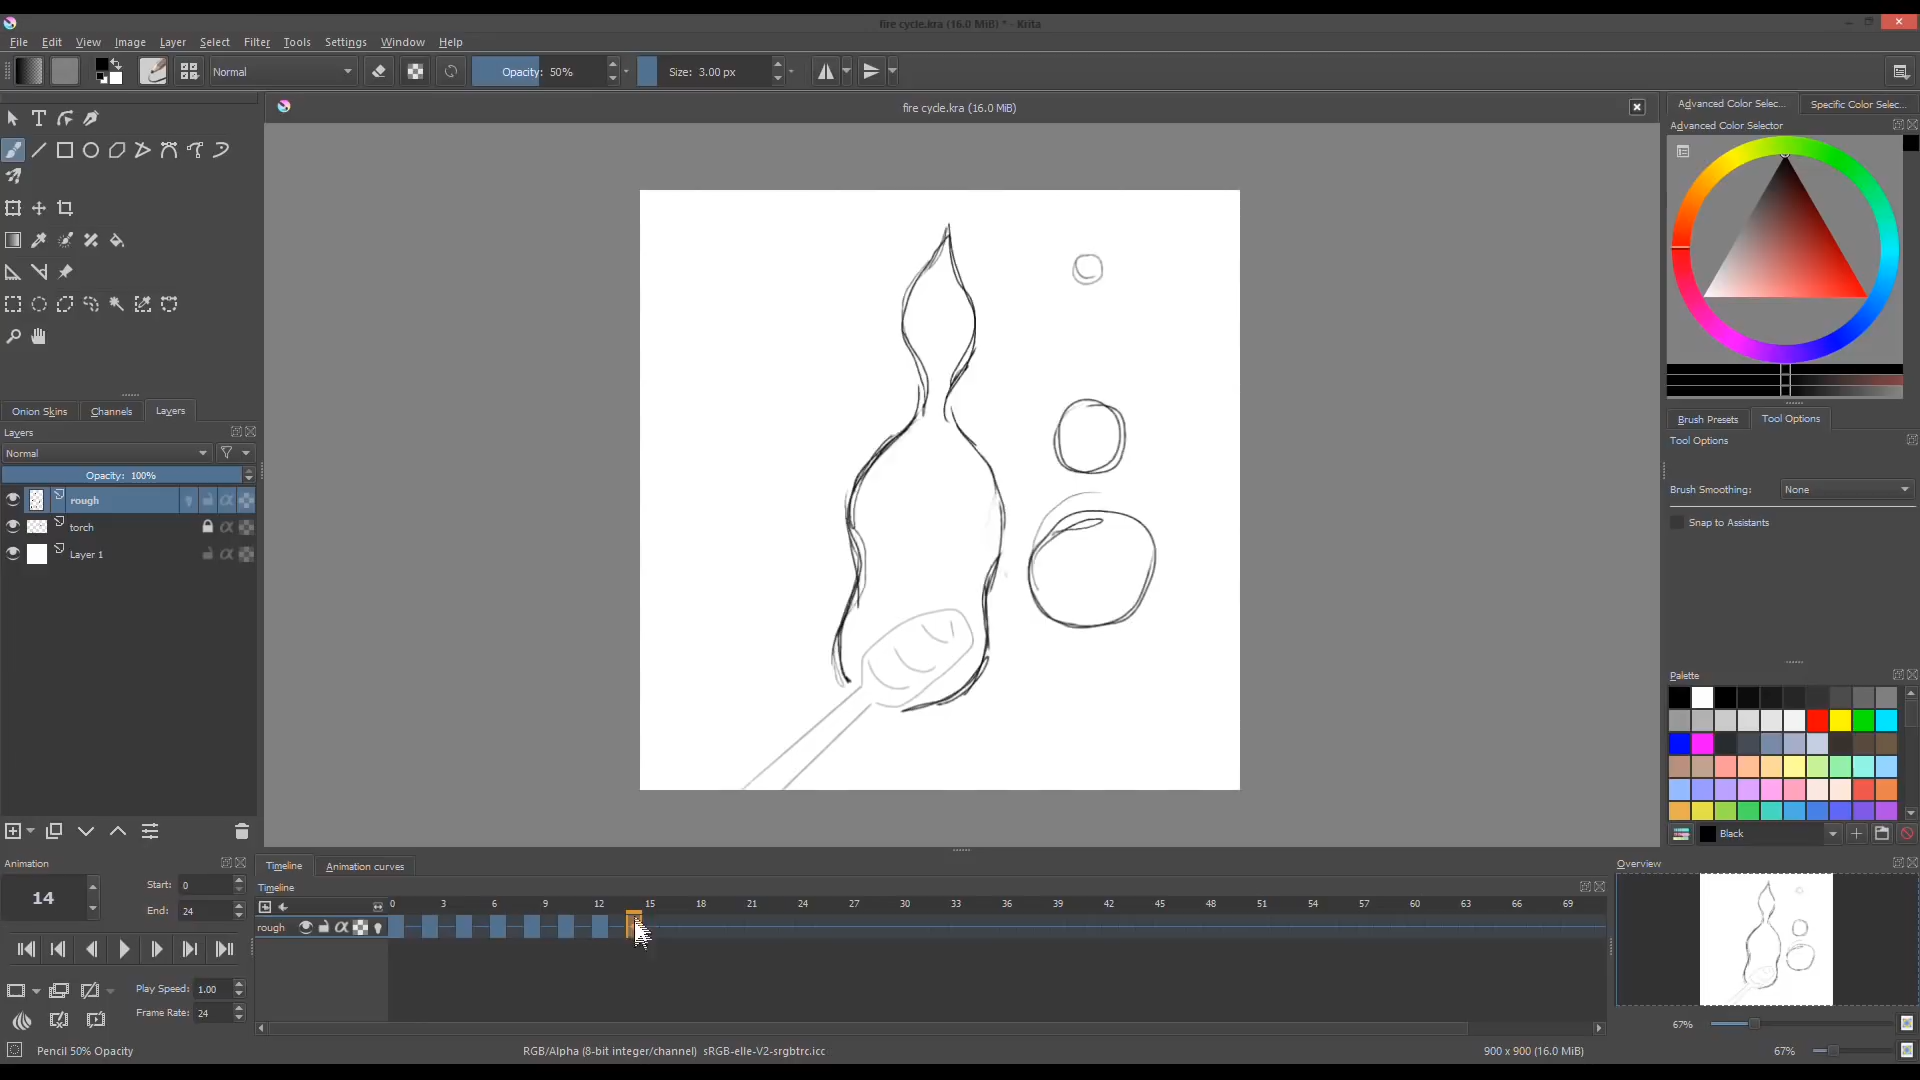 fire cycle.kra (16.0 MiB) * - Krita
File Edit View Image Layer Select Filter Tools Settings Window Help
Normal Opacity: 50% Size: 3.00 px
fire cycle.kra (16.0 MiB)
Advanced Color Selec... Specific Color Selec...
Advanced Color Selector
Onion Skins Channels Layers
Layers
Normal
Opacity: 100%
rough
torch
Layer 1
Brush Presets Tool Options
Tool Options
Brush Smoothing: None
Snap to Assistants
Palette
Black
Animation
14
Start: 0
End: 24
Play Speed: 1.00
Frame Rate: 24
Timeline Animation curves
Timeline
0 3 6 9 12 15 18 21 24 27 30 33 36 39 42 45 48 51 54 57 60 63 66 69
rough
Overview
67%
Pencil 50% Opacity
RGB/Alpha (8-bit integer/channel) sRGB-elle-V2-srgbtrc.icc
900 x 900 (16.0 MiB)
67%